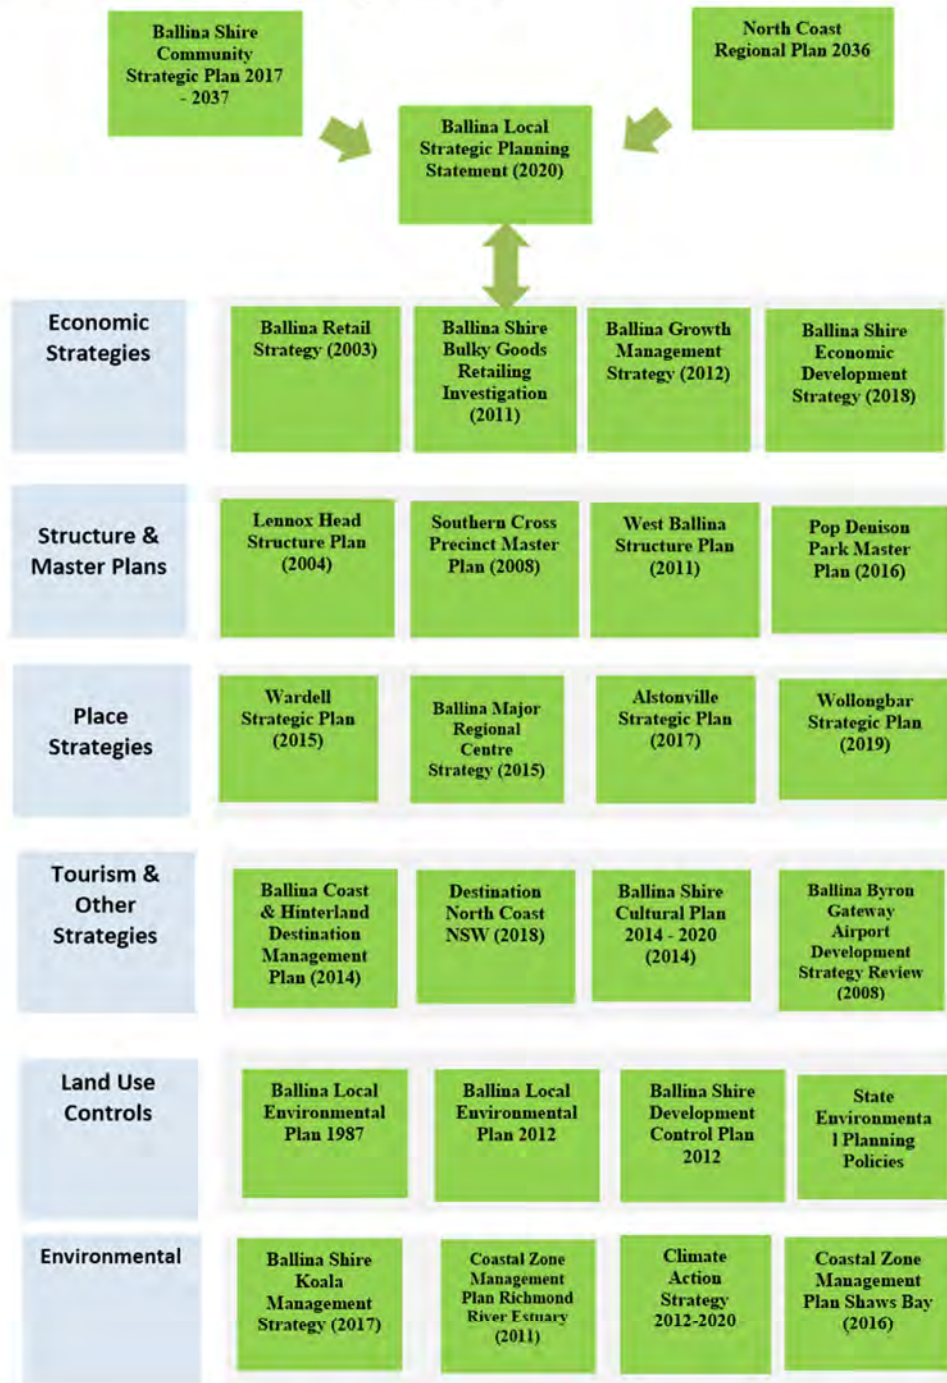 Ballina Shire
Community
Strategic Plan 2017
- 2037
North Coast
Regional Plan 2036
Ballina Local
Strategic Planning
Statement (2020)
Economic
Strategies
Ballina Retail
Strategy (2003)
Ballina Shire
Bulky Goods
Retailing
Investigation
(2011)
Ballina Growth
Management
Strategy (2012)
Ballina Shire
Economic
Development
Strategy (2018)
Structure &
Master Plans
Lennox Head
Structure Plan
(2004)
Southern Cross
Precinct Master
Plan (2008)
West Ballina
Structure Plan
(2011)
Pop Denison
Park Master
Plan (2016)
Place
Strategies
Wardell
Strategic Plan
(2015)
Ballina Major
Regional
Centre
Strategy (2015)
Alstonville
Strategic Plan
(2017)
Wollongbar
Strategic Plan
(2019)
Tourism &
Other
Strategies
Ballina Coast
& Hinterland
Destination
Management
Plan (2014)
Destination
North Coast
NSW (2018)
Ballina Shire
Cultural Plan
2014 - 2020
(2014)
Ballina Byron
Gateway
Airport
Development
Strategy Review
(2008)
Land Use
Controls
Ballina Local
Environmental
Plan 1987
Ballina Local
Environmental
Plan 2012
Ballina Shire
Development
Control Plan
2012
State
Environmenta
l Planning
Policies
Environmental
Ballina Shire
Koala
Management
Strategy (2017)
Coastal Zone
Management
Plan Richmond
River Estuary
(2011)
Climate
Action
Strategy
2012-2020
Coastal Zone
Management
Plan Shaws Bay
(2016)